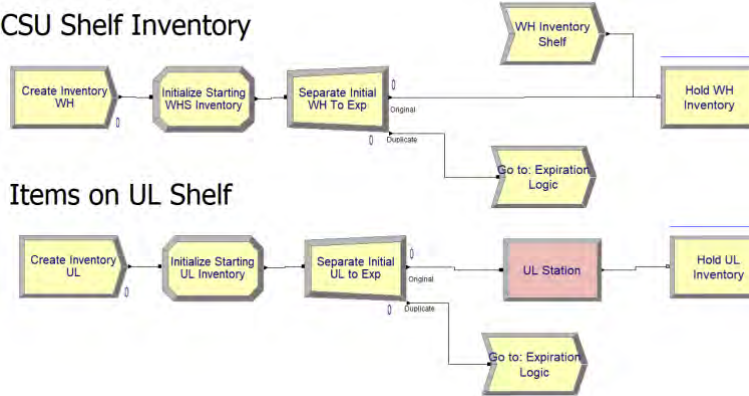 CSU Shelf Inventory
WH Inventory
Shelf
Create Inventory
WH
Initialize Starting
WHS Inventory
Separate Initial
WH To Exp
Hold WH
Inventory
0
0
Original
0
Duplicate
Go to: Expiration
Logic
Items on UL Shelf
Create Inventory
UL
Initialize Starting
UL Inventory
Separate Initial
UL to Exp
UL Station
Hold UL
Inventory
0
0
Original
0
Duplicate
Go to: Expiration
Logic